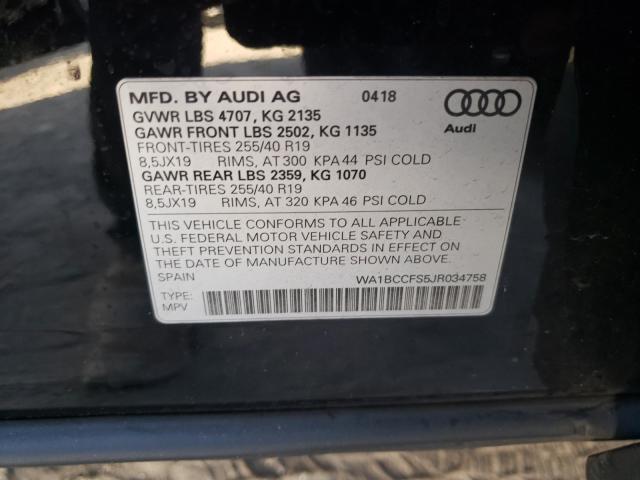 MFD. BY AUDI AG 0418
GVWR LBS 4707, KG 2135
GAWR FRONT LBS 2502, KG 1135
Audi
FRONT-TIRES 255/40 R19
8,5JX19 RIMS, AT 300 KPA 44 PSI COLD
GAWR REAR LBS 2359, KG 1070
REAR-TIRES 255/40 R19
8,5JX19 RIMS, AT 320 KPA 46 PSI COLD
THIS VEHICLE CONFORMS TO ALL APPLICABLE
U.S. FEDERAL MOTOR VEHICLE SAFETY AND
THEFT PREVENTION STANDARDS IN EFFECT ON
THE DATE OF MANUFACTURE SHOWN ABOVE.
SPAIN WA1BCCFS5JR034758
TYPE:
MPV